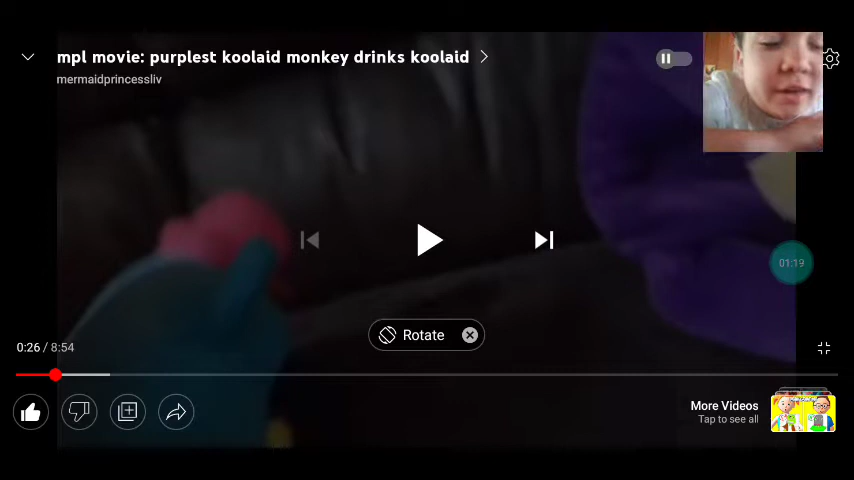 mpl movie: purplest koolaid monkey drinks koolaid
mermaidprincessliv
01:19
Rotate
0:26 / 8:54
More Videos
Tap to see all